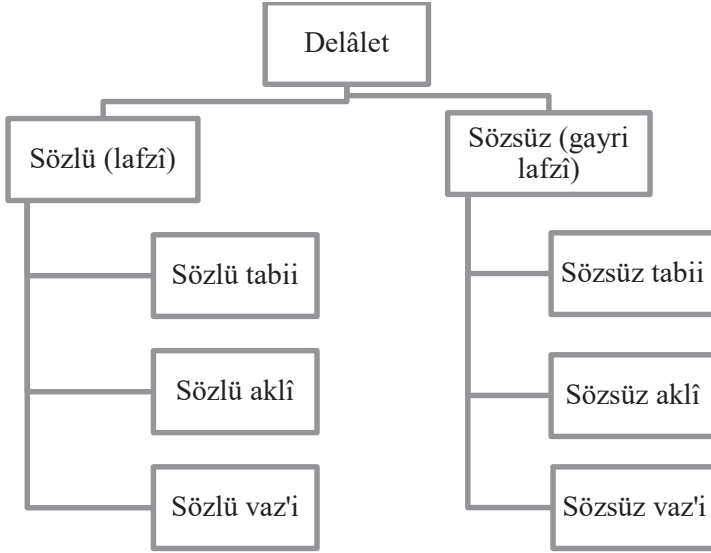 Delâlet
Sözlü (lafzî)
Sözsüz (gayri
lafzî)
Sözlü tabii
Sözlü aklî
Sözlü vaz'i
Sözsüz tabii
Sözsüz aklî
Sözsüz vaz'i